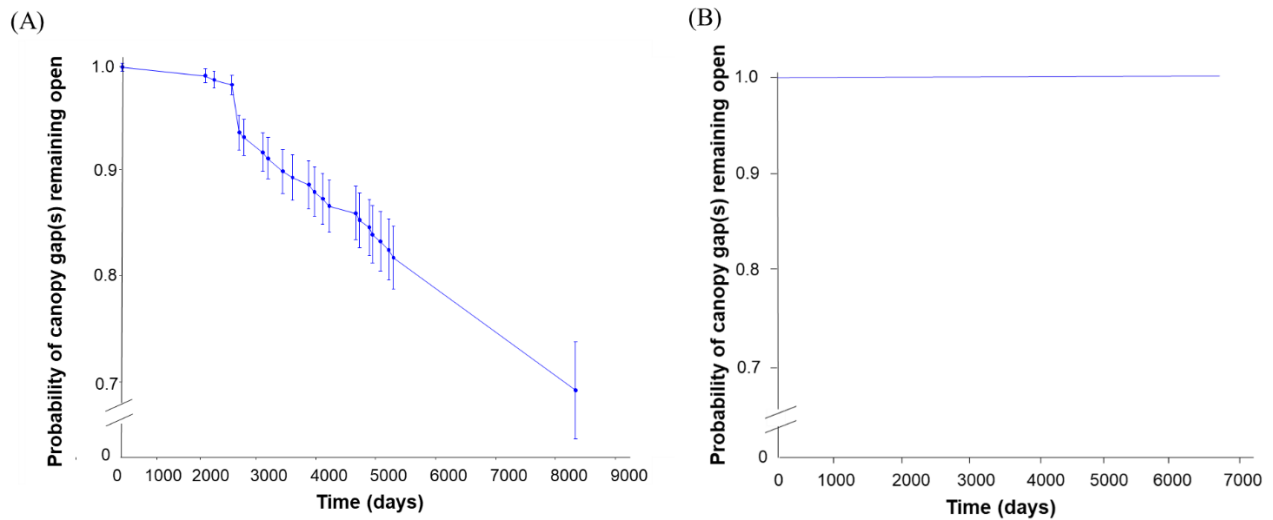 (A)
Probability of canopy gap(s) remaining open
1.0
0.9
0.8
0.7
0
0 1000 2000 3000 4000 5000 6000 7000 8000 9000
Time (days)
(B)
Probability of canopy gap(s) remaining open
1.0
0.9
0.8
0.7
0
0 1000 2000 3000 4000 5000 6000 7000
Time (days)